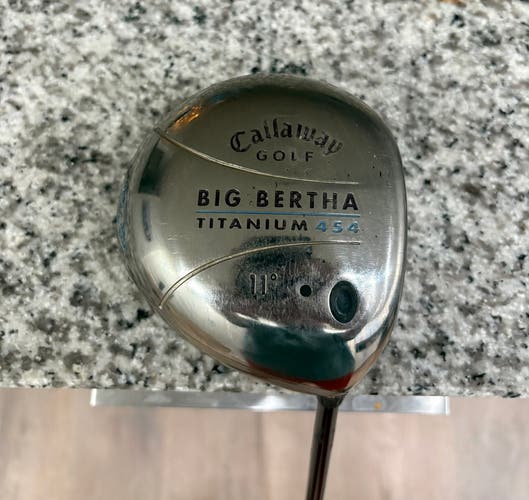 Callaway
GOLF
BIG BERTHA
TITANIUM 454
11°